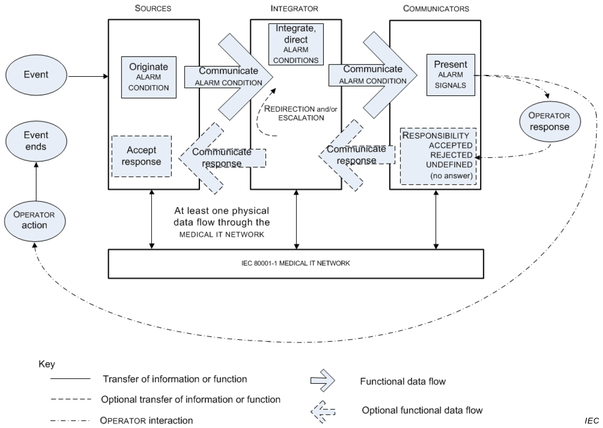 SOURCES
INTEGRATOR
COMMUNICATORS
Event
Originate
ALARM
CONDITION
Communicate
ALARM CONDITION
Integrate,
direct
ALARM
CONDITIONS
Communicate
ALARM CONDITION
Present
ALARM
SIGNALS
REDIRECTION and/or
ESCALATION
OPERATOR
response
Event
ends
Accept
response
Communicate
response
Communicate
response
RESPONSIBILITY
ACCEPTED
REJECTED
UNDEFINED
(no answer)
OPERATOR
action
At least one physical
data flow through the
MEDICAL IT NETWORK
IEC 80001-1 MEDICAL IT NETWORK
Key
Transfer of information or function
Functional data flow
Optional transfer of information or function
Optional functional data flow
OPERATOR interaction
IEC